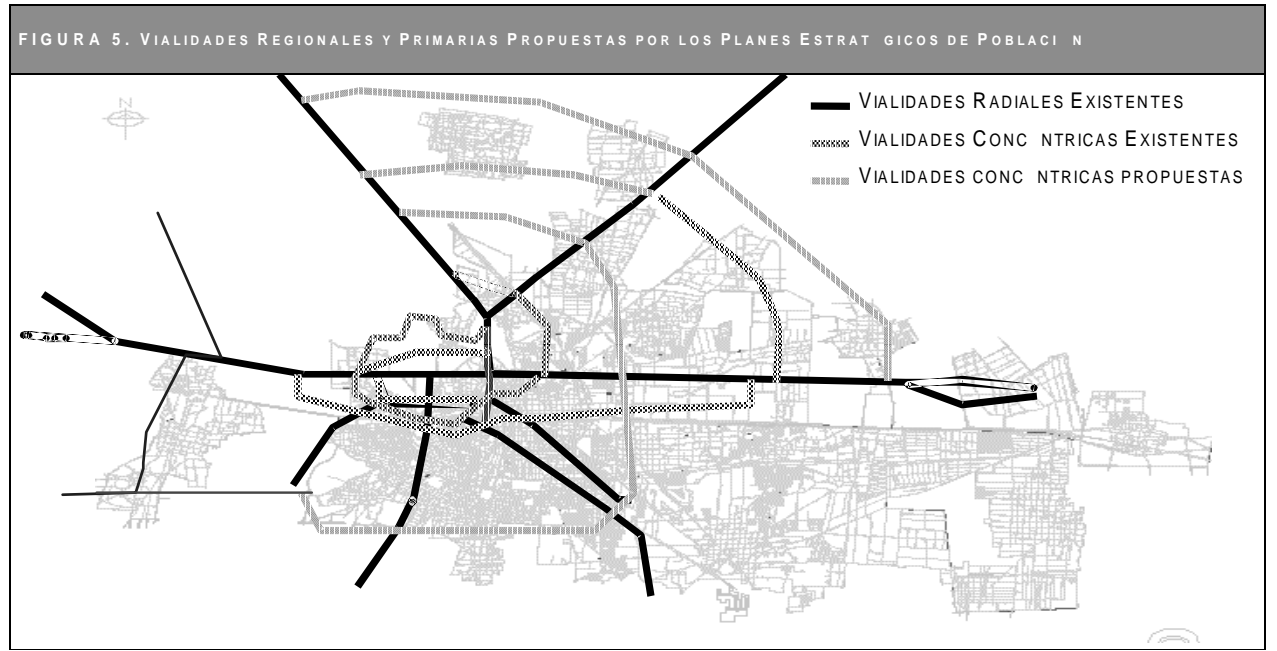 FIGURA 5. VIALIDADES REGIONALES Y PRIMARIAS PROPUESTAS POR LOS PLANES ESTRAT GICOS DE POBLACI N
N
VIALIDADES RADIALES EXISTENTES
VIALIDADES CONC NTRICAS EXISTENTES
VIALIDADES CONC NTRICAS PROPUESTAS